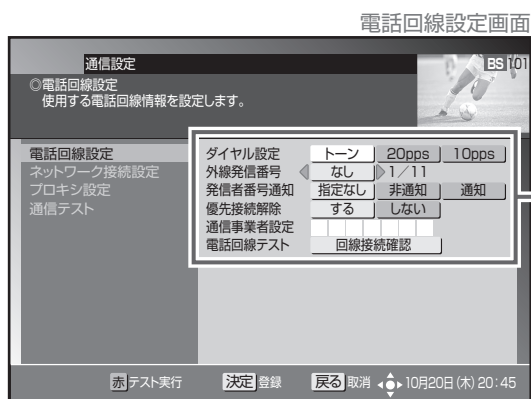 電話回線設定画面
通信設定
BS 101
◎電話回線設定
使用する電話回線情報を設定します。
電話回線設定
ネットワーク接続設定
プロキシ設定
通信テスト
ダイヤル設定 トーン 20pps 10pps
外線発信番号 なし 1/11
発信者番号通知 指定なし 非通知 通知
優先接続解除 する しない
通信事業者設定
電話回線テスト 回線接続確認
赤 テスト実行 決定 登録 戻る 取消 10月20日(木)20:45